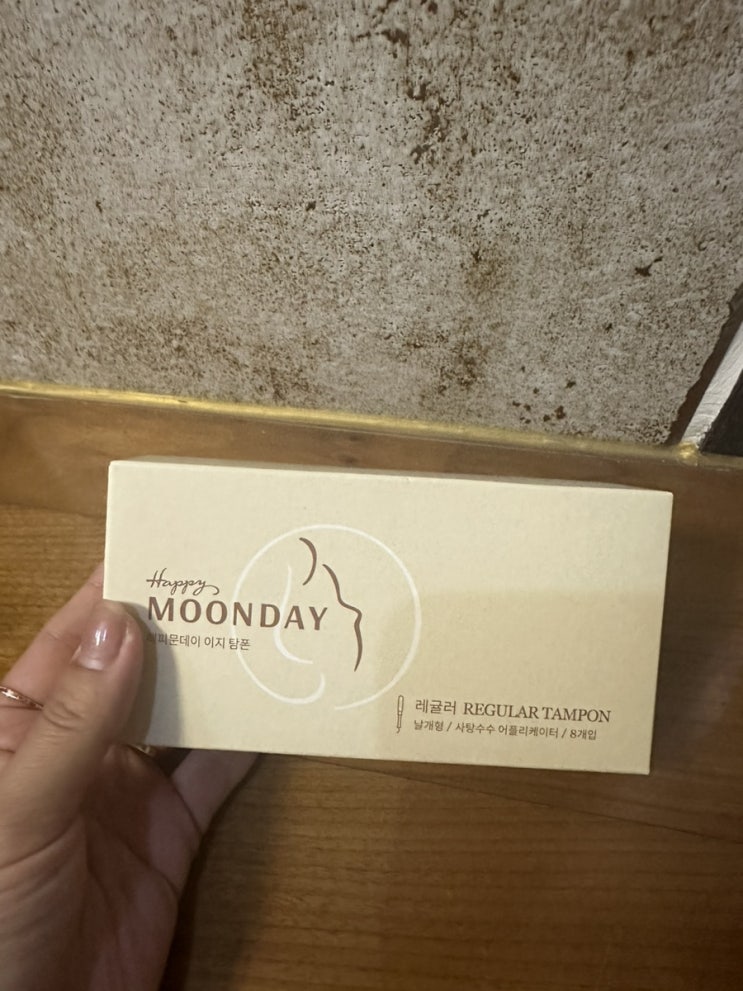 Happy
MOONDAY
해피문데이 이지 탐폰
레귤러 REGULAR TAMPON
날개형 / 사탕수수 어플리케이터 / 8개입